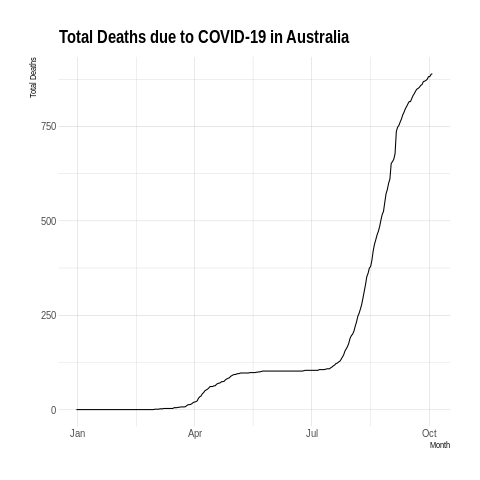 Total Deaths due to COVID-19 in Australia
Total Deaths
750
500
250
0
Jan Apr Jul Oct
Month